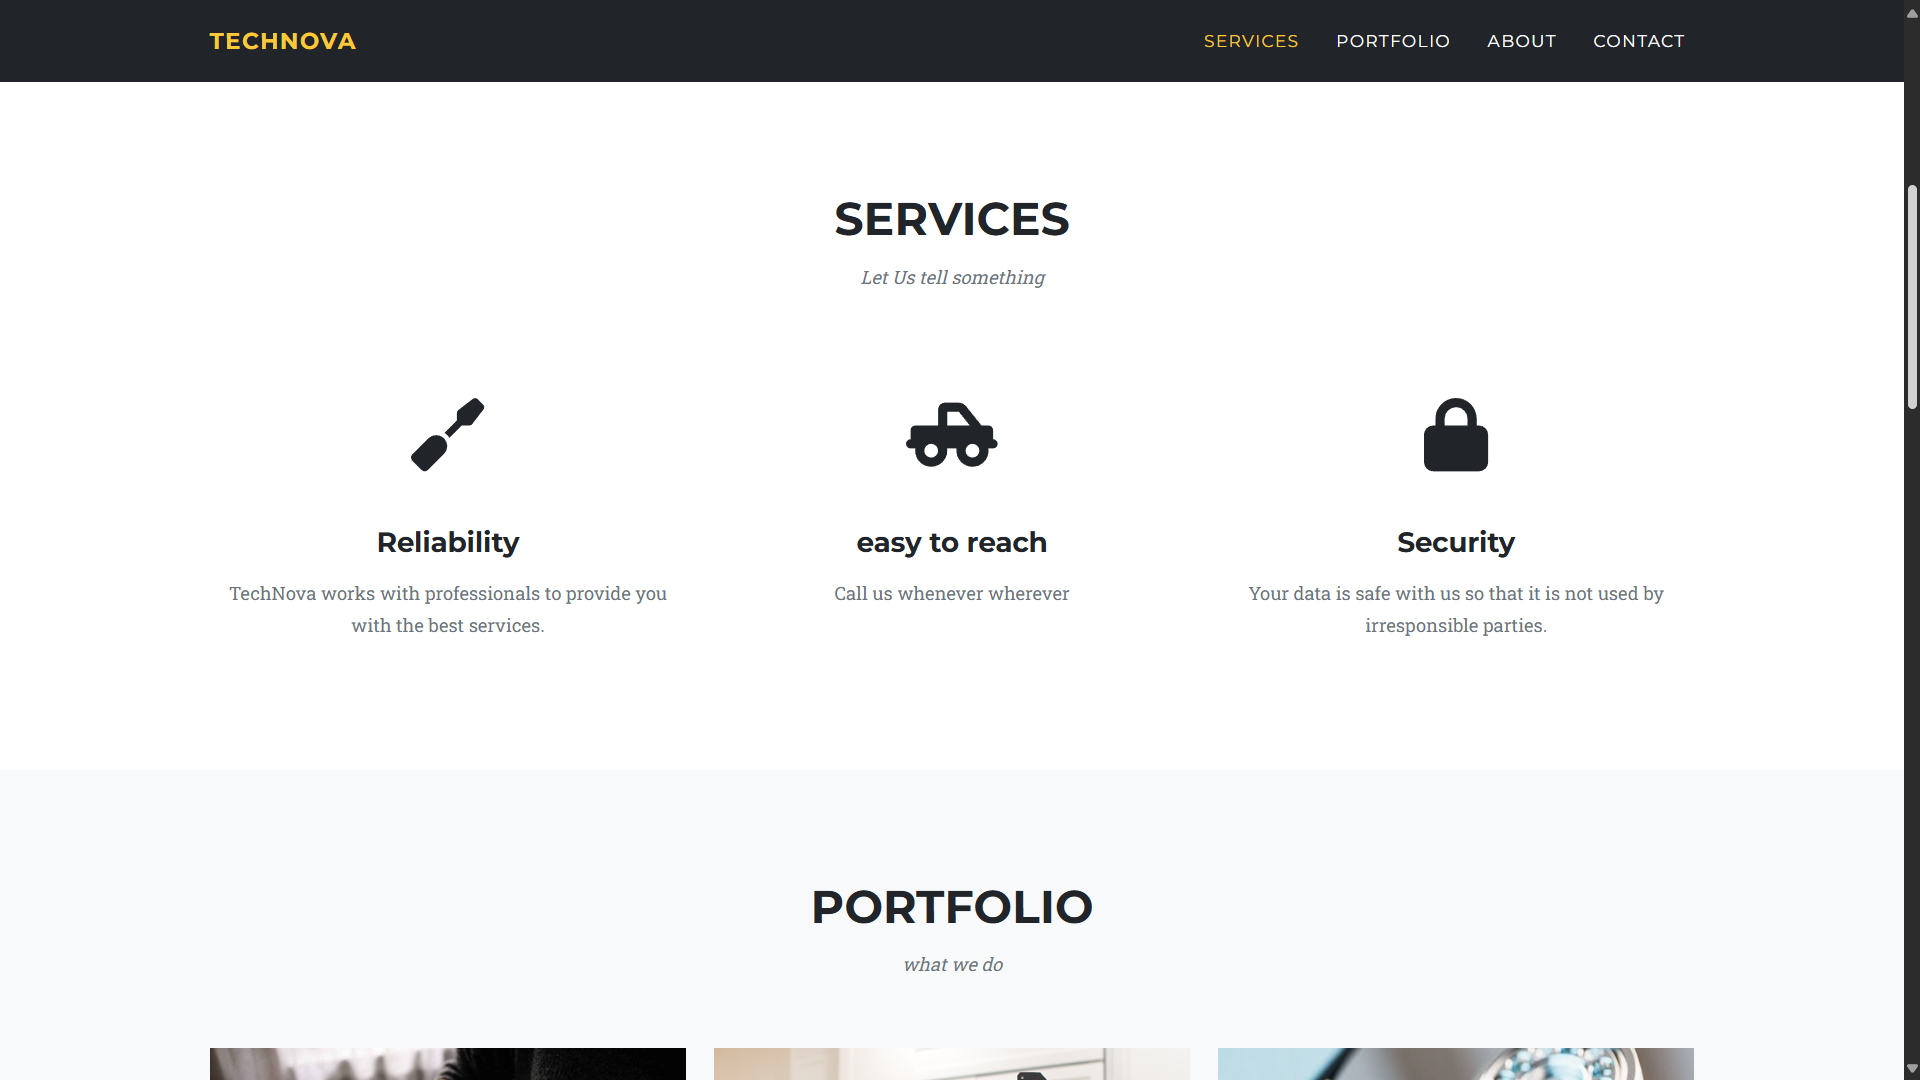 TECHNOVA
SERVICES PORTFOLIO ABOUT CONTACT
SERVICES
Let Us tell something
Reliability
TechNova works with professionals to provide you
with the best services.
easy to reach
Call us whenever wherever
Security
Your data is safe with us so that it is not used by
irresponsible parties.
PORTFOLIO
what we do